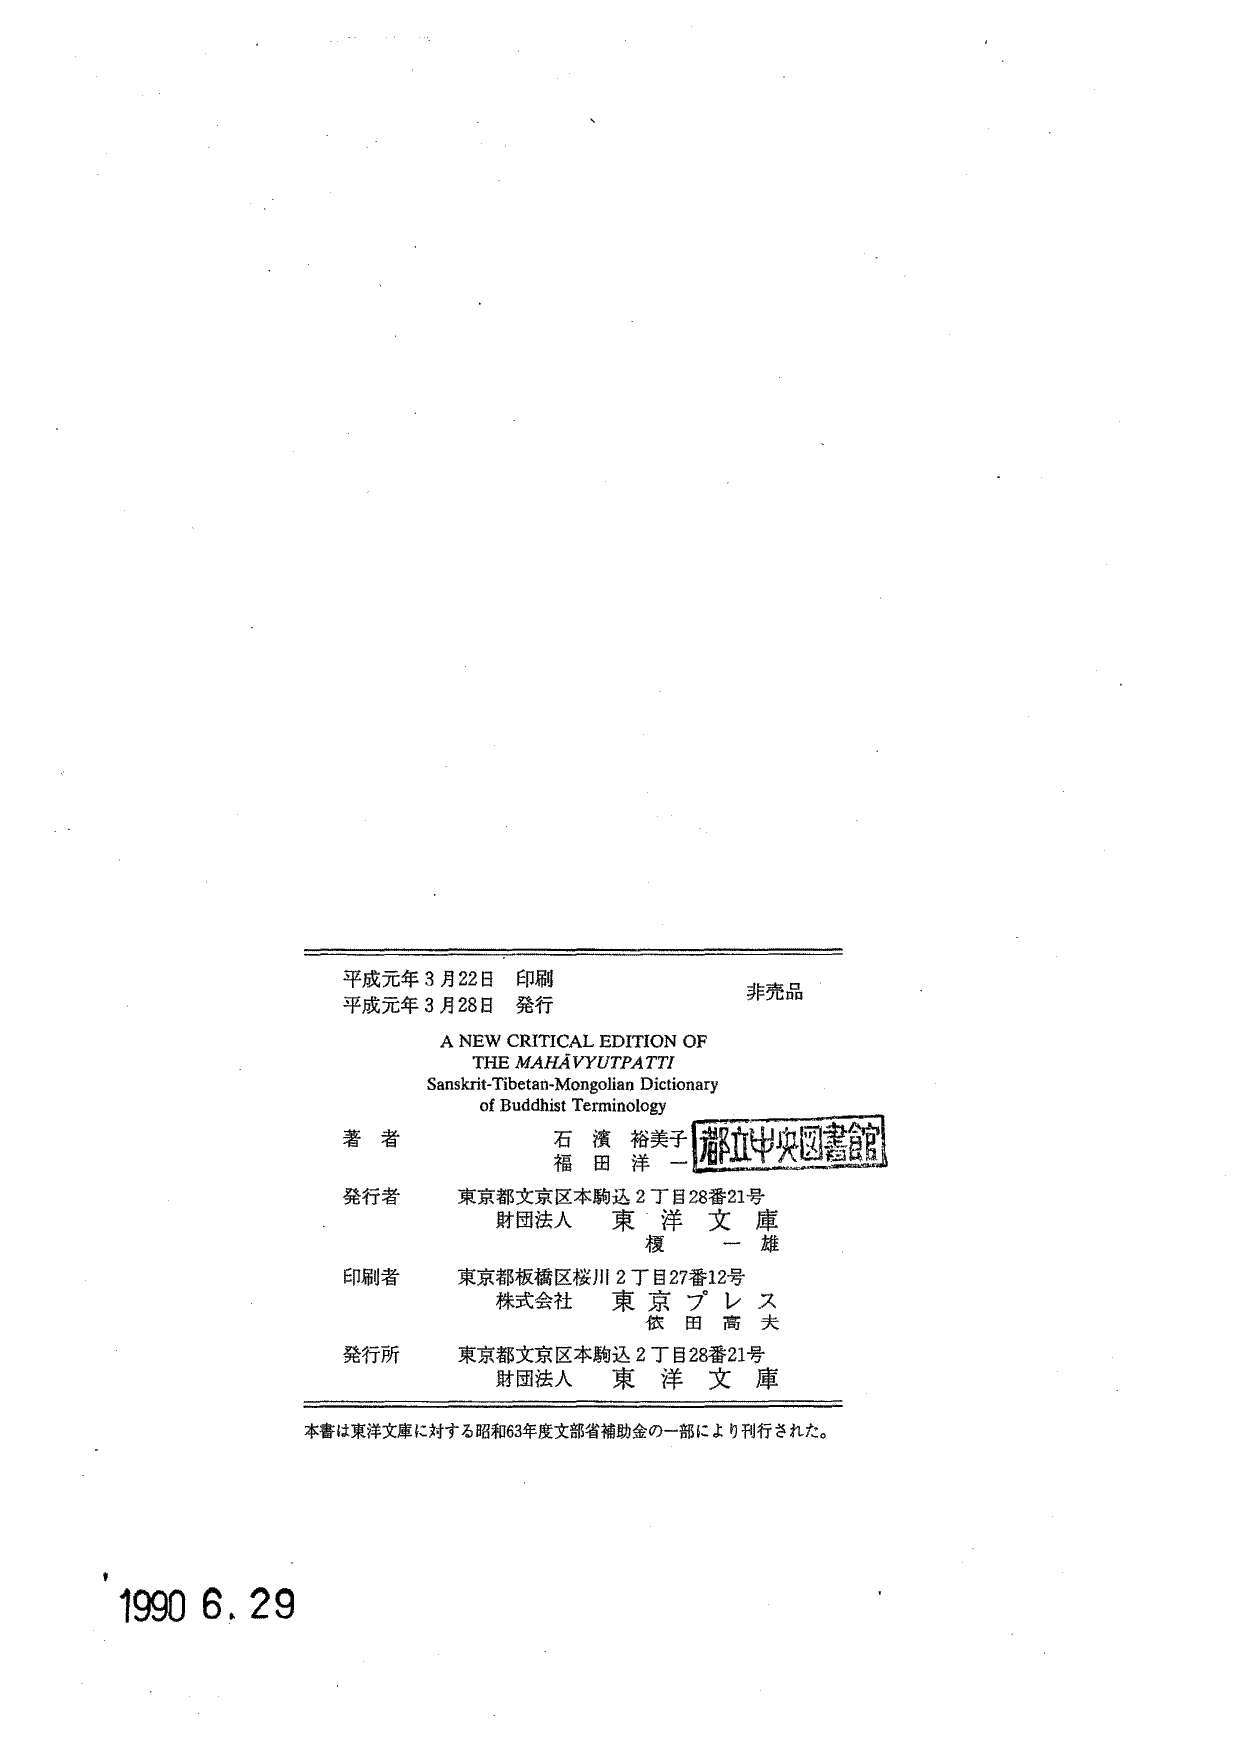 平成元年3月22日　印刷
平成元年3月28日　発行
非売品
A NEW CRITICAL EDITION OF
THE MAHĀVYUTPATTI
Sanskrit-Tibetan-Mongolian Dictionary
of Buddhist Terminology
著　者　石　濱　裕美子
福　田　洋　一
都立中央図書館
発行者　東京都文京区本駒込2丁目28番21号
財団法人　東　洋　文　庫
榎　一　雄
印刷者　東京都板橋区桜川2丁目27番12号
株式会社　東　京　プ　レ　ス
依　田　高　夫
発行所　東京都文京区本駒込2丁目28番21号
財団法人　東　洋　文　庫
本書は東洋文庫に対する昭和63年度文部省補助金の一部により刊行された。
1990 6.29